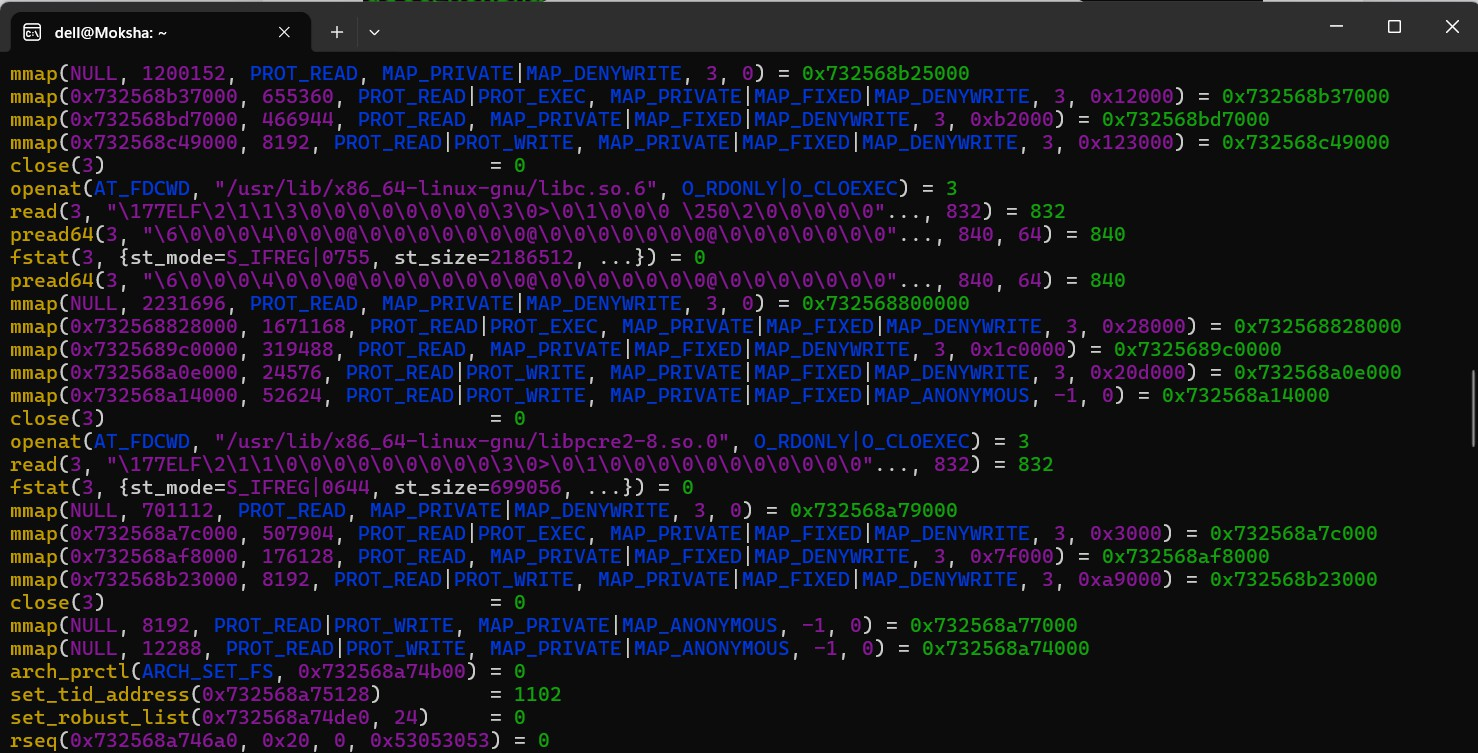 dell@Moksha: ~
mmap(NULL, 1200152, PROT_READ, MAP_PRIVATE|MAP_DENYWRITE, 3, 0) = 0x732568b25000
mmap(0x732568b37000, 655360, PROT_READ|PROT_EXEC, MAP_PRIVATE|MAP_FIXED|MAP_DENYWRITE, 3, 0x12000) = 0x732568b37000
mmap(0x732568bd7000, 466944, PROT_READ, MAP_PRIVATE|MAP_FIXED|MAP_DENYWRITE, 3, 0xb2000) = 0x732568bd7000
mmap(0x732568c49000, 8192, PROT_READ|PROT_WRITE, MAP_PRIVATE|MAP_FIXED|MAP_DENYWRITE, 3, 0x123000) = 0x732568c49000
close(3)                                = 0
openat(AT_FDCWD, "/usr/lib/x86_64-linux-gnu/libc.so.6", O_RDONLY|O_CLOEXEC) = 3
read(3, "\177ELF\2\1\1\3\0\0\0\0\0\0\0\0\3\0>\0\1\0\0\0 \250\2\0\0\0\0\0"..., 832) = 832
pread64(3, "\6\0\0\0\4\0\0\0@\0\0\0\0\0\0\0@\0\0\0\0\0\0\0@\0\0\0\0\0\0\0"..., 840, 64) = 840
fstat(3, {st_mode=S_IFREG|0755, st_size=2186512, ...}) = 0
pread64(3, "\6\0\0\0\4\0\0\0@\0\0\0\0\0\0\0@\0\0\0\0\0\0\0@\0\0\0\0\0\0\0"..., 840, 64) = 840
mmap(NULL, 2231696, PROT_READ, MAP_PRIVATE|MAP_DENYWRITE, 3, 0) = 0x732568800000
mmap(0x732568828000, 1671168, PROT_READ|PROT_EXEC, MAP_PRIVATE|MAP_FIXED|MAP_DENYWRITE, 3, 0x28000) = 0x732568828000
mmap(0x7325689c0000, 319488, PROT_READ, MAP_PRIVATE|MAP_FIXED|MAP_DENYWRITE, 3, 0x1c0000) = 0x7325689c0000
mmap(0x732568a0e000, 24576, PROT_READ|PROT_WRITE, MAP_PRIVATE|MAP_FIXED|MAP_DENYWRITE, 3, 0x20d000) = 0x732568a0e000
mmap(0x732568a14000, 52624, PROT_READ|PROT_WRITE, MAP_PRIVATE|MAP_FIXED|MAP_ANONYMOUS, -1, 0) = 0x732568a14000
close(3)                                = 0
openat(AT_FDCWD, "/usr/lib/x86_64-linux-gnu/libpcre2-8.so.0", O_RDONLY|O_CLOEXEC) = 3
read(3, "\177ELF\2\1\1\0\0\0\0\0\0\0\0\0\3\0>\0\1\0\0\0\0\0\0\0\0\0\0\0"..., 832) = 832
fstat(3, {st_mode=S_IFREG|0644, st_size=699056, ...}) = 0
mmap(NULL, 701112, PROT_READ, MAP_PRIVATE|MAP_DENYWRITE, 3, 0) = 0x732568a79000
mmap(0x732568a7c000, 507904, PROT_READ|PROT_EXEC, MAP_PRIVATE|MAP_FIXED|MAP_DENYWRITE, 3, 0x3000) = 0x732568a7c000
mmap(0x732568af8000, 176128, PROT_READ, MAP_PRIVATE|MAP_FIXED|MAP_DENYWRITE, 3, 0x7f000) = 0x732568af8000
mmap(0x732568b23000, 8192, PROT_READ|PROT_WRITE, MAP_PRIVATE|MAP_FIXED|MAP_DENYWRITE, 3, 0xa9000) = 0x732568b23000
close(3)                                = 0
mmap(NULL, 8192, PROT_READ|PROT_WRITE, MAP_PRIVATE|MAP_ANONYMOUS, -1, 0) = 0x732568a77000
mmap(NULL, 12288, PROT_READ|PROT_WRITE, MAP_PRIVATE|MAP_ANONYMOUS, -1, 0) = 0x732568a74000
arch_prctl(ARCH_SET_FS, 0x732568a74b00) = 0
set_tid_address(0x732568a75128)         = 1102
set_robust_list(0x732568a74de0, 24)     = 0
rseq(0x732568a746a0, 0x20, 0, 0x53053053) = 0